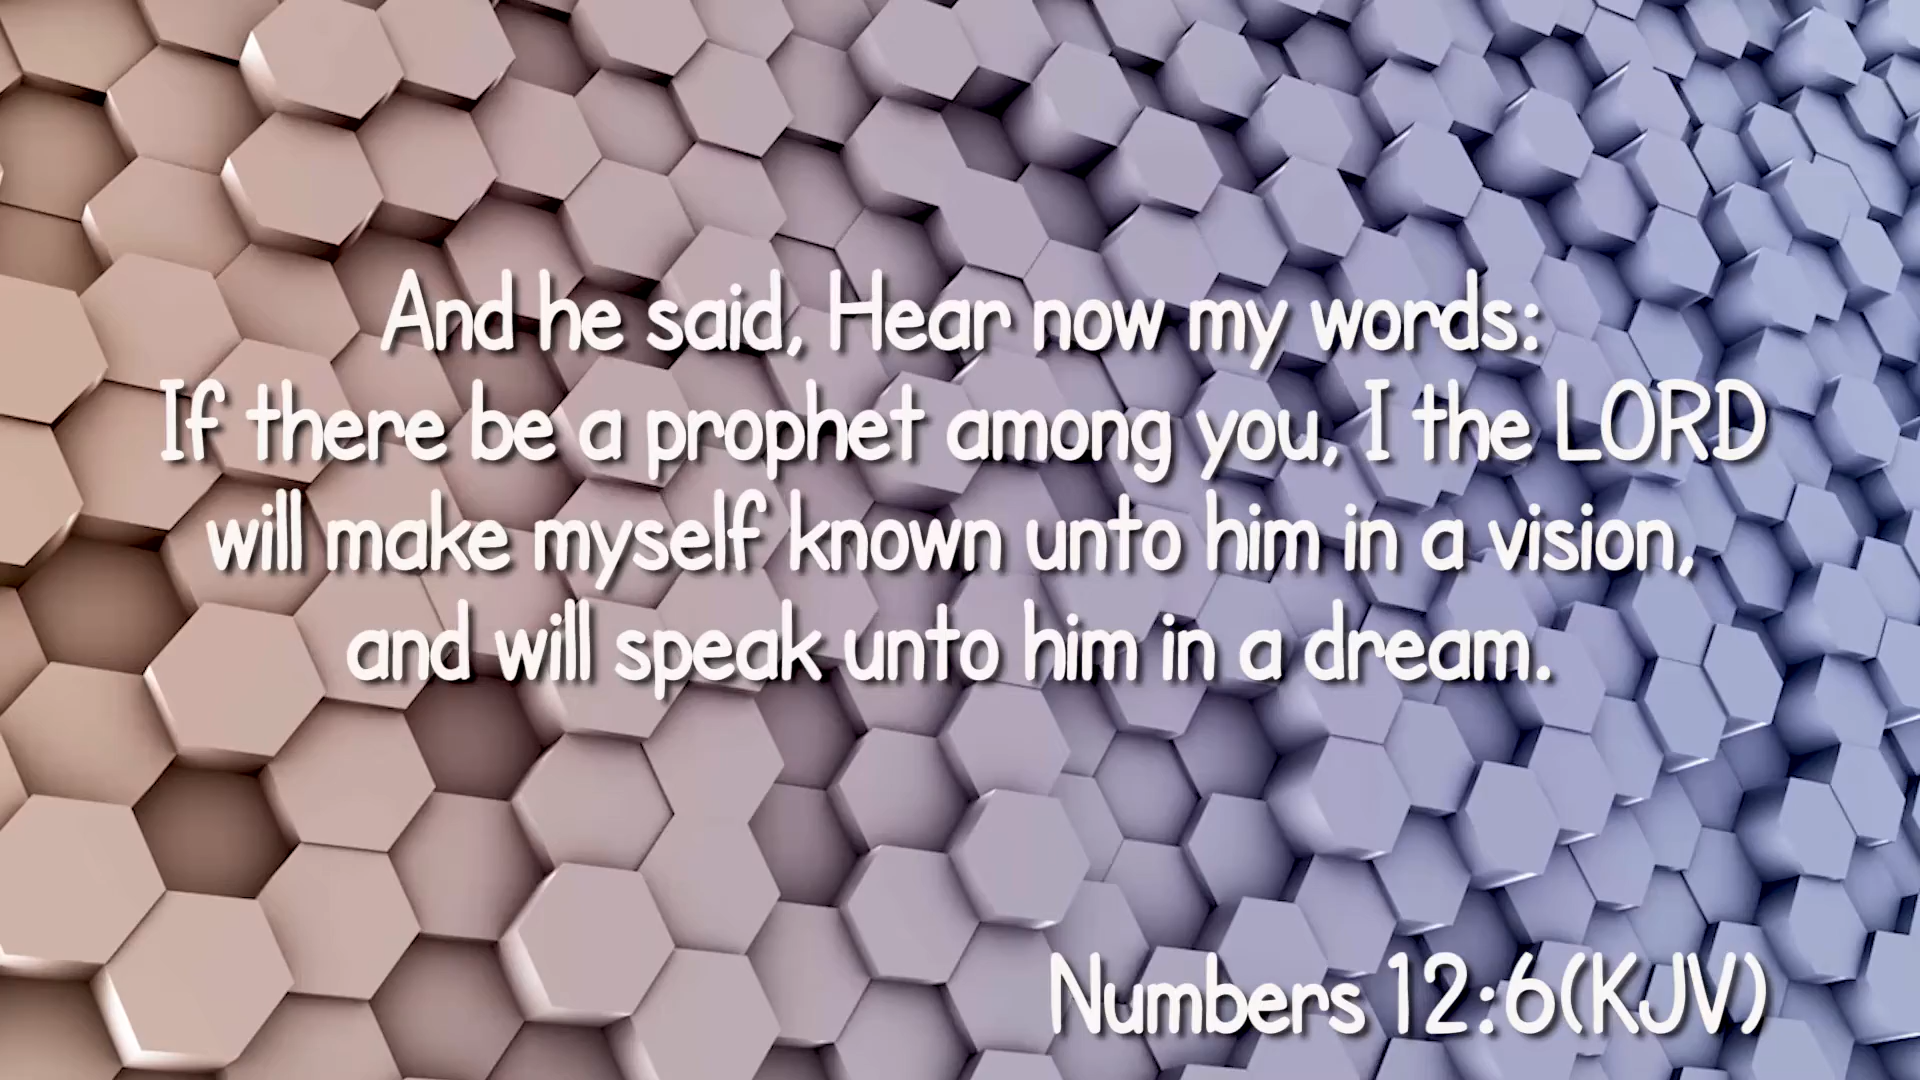 And he said, Hear now my words:
If there be a prophet among you, I the LORD
will make myself known unto him in a vision,
and will speak unto him in a dream.
Numbers 12:6(KJV)